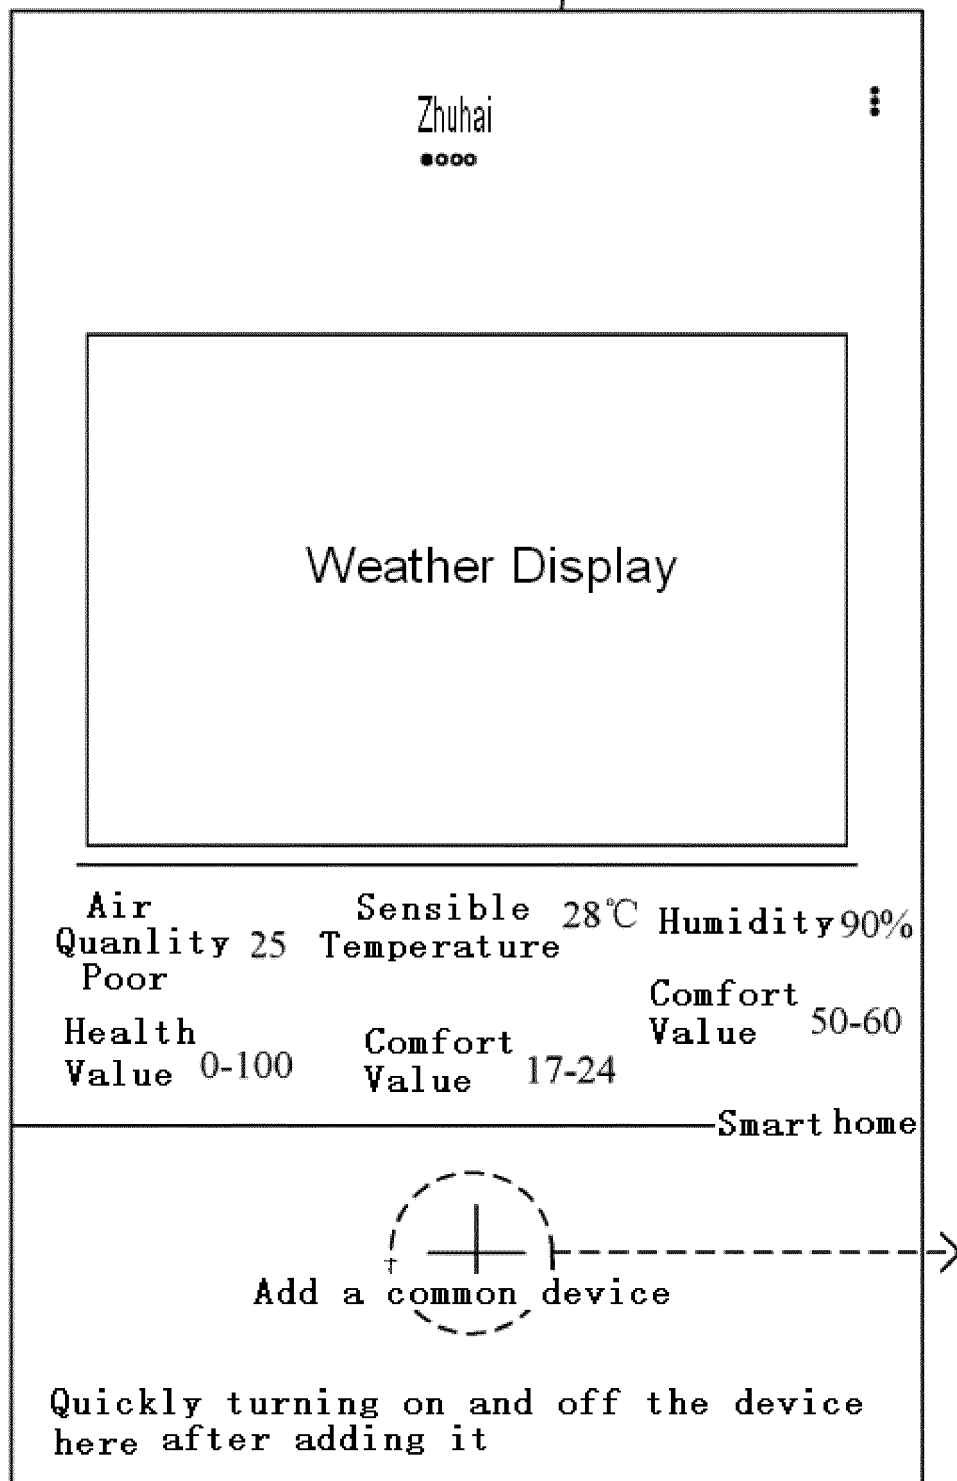 Zhuhai
Weather Display
Air
Quanlity 25
Poor
Sensible
Temperature 28℃
Humidity 90%
Health
Value 0-100
Comfort
Value 17-24
Comfort
Value 50-60
Smart home
Add a common device
Quickly turning on and off the device
here after adding it